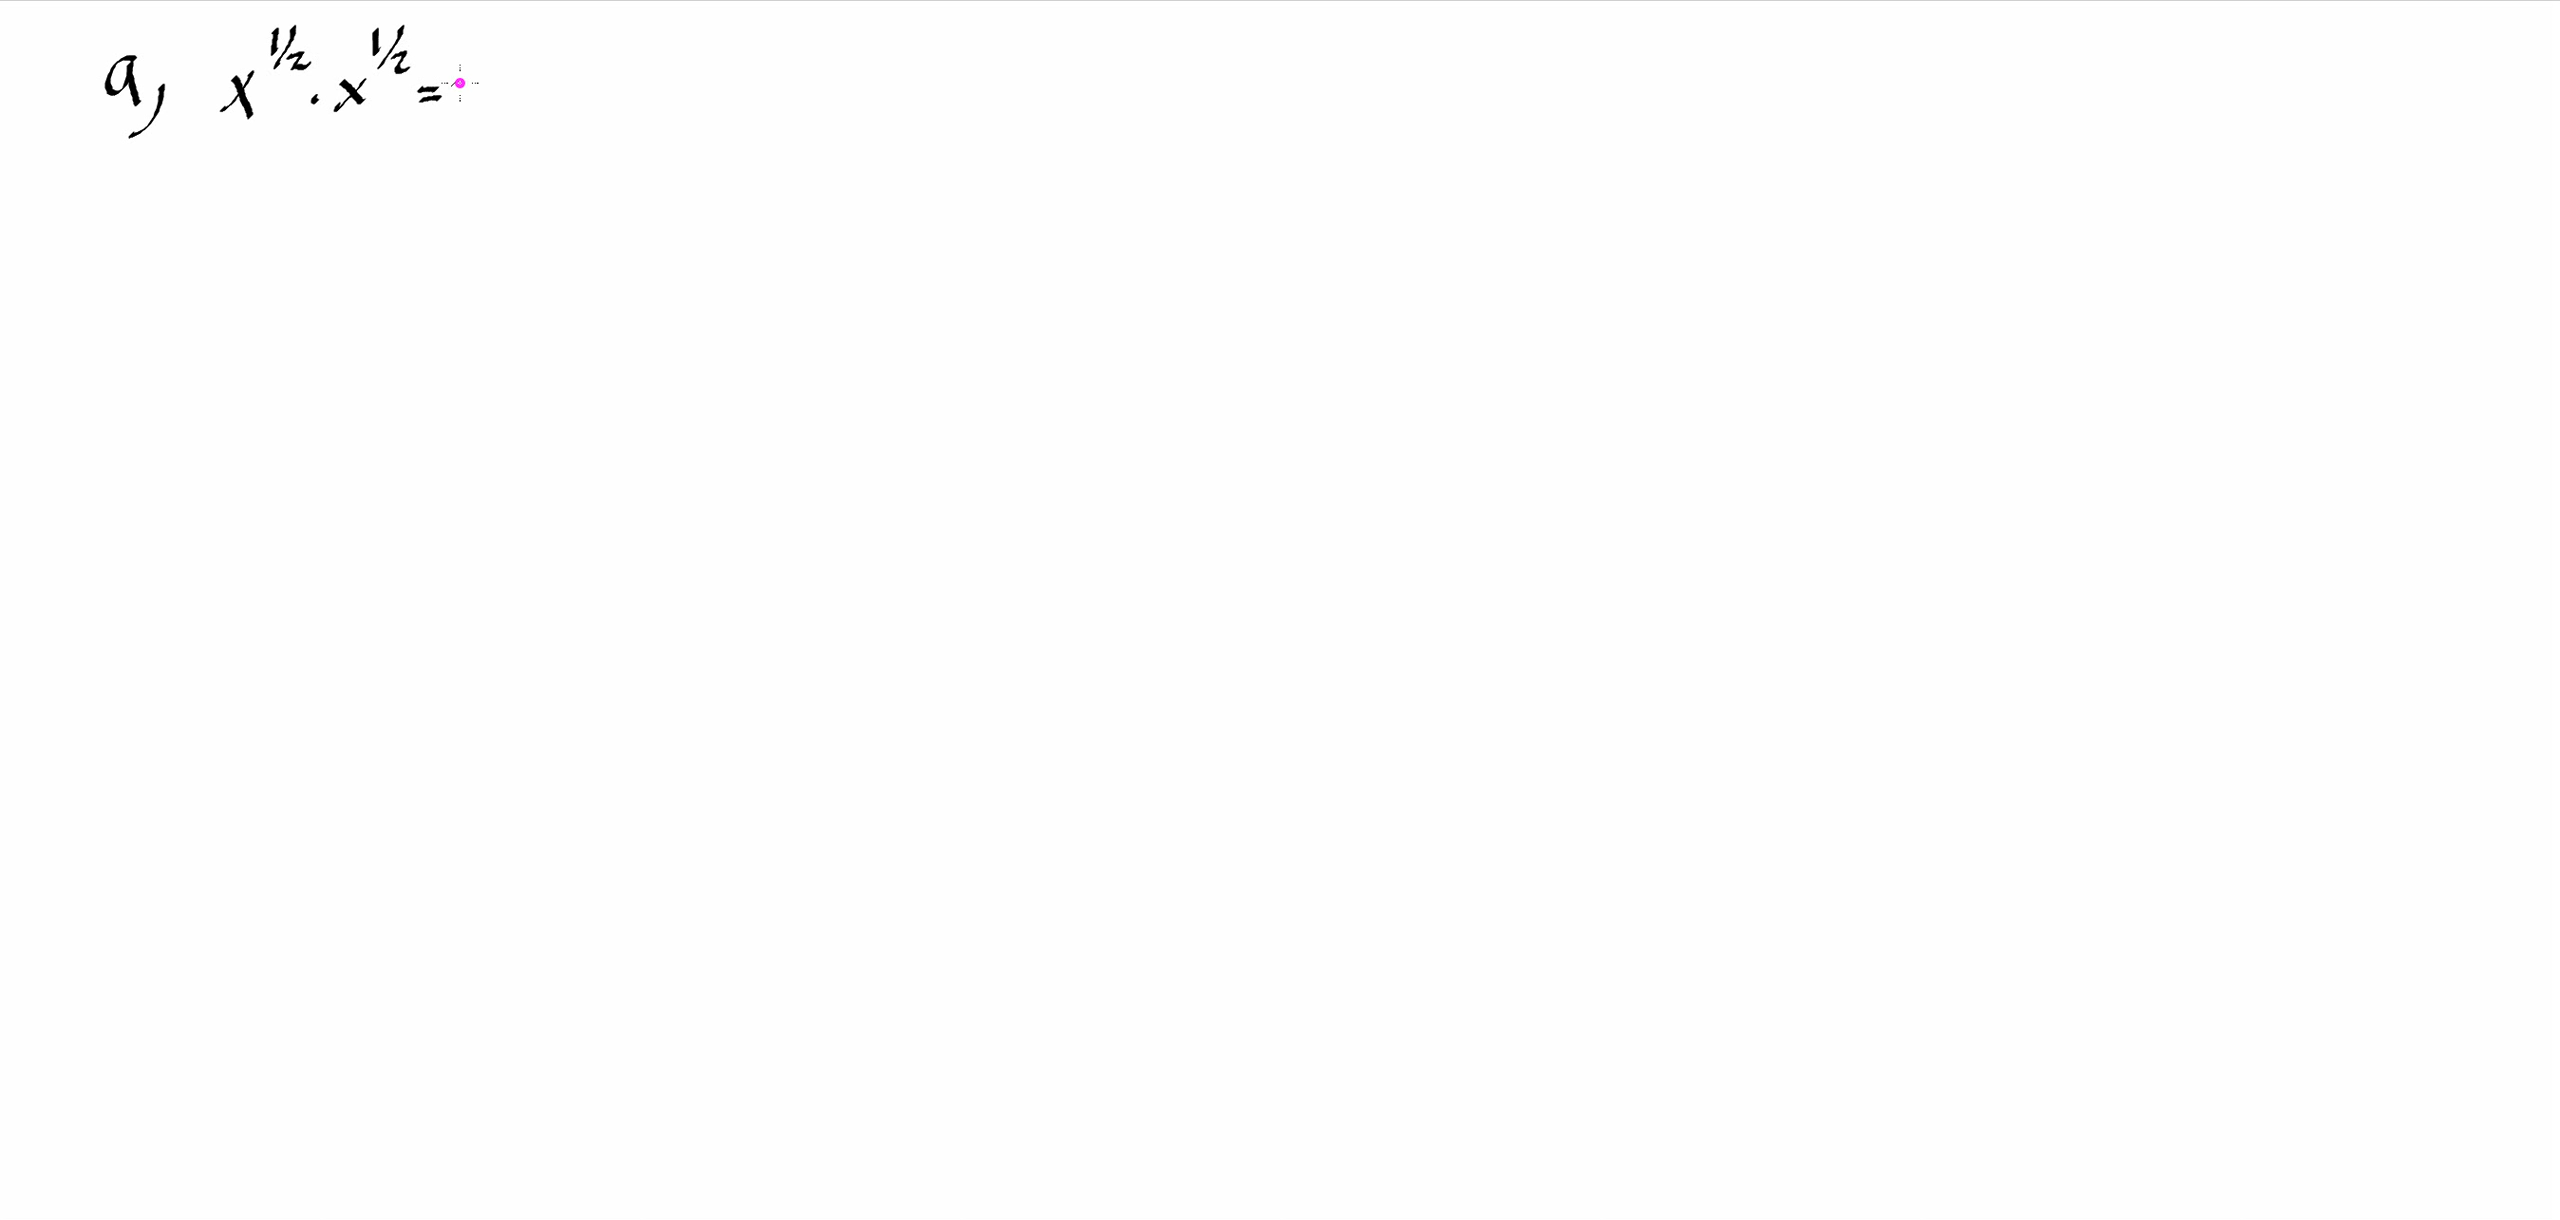 a, x^1/2 · x^1/2 =